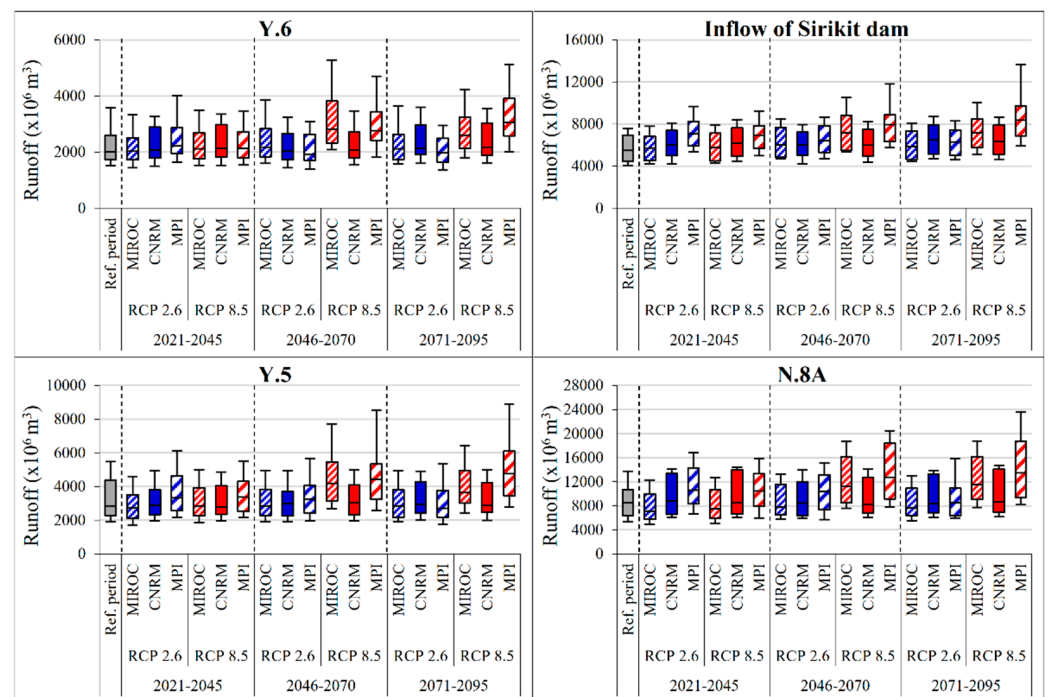 Y.6
6000
4000
2000
0
Runoff (x10⁶ m³)
Ref. period
MIROC
CNRM
MPI
MIROC
CNRM
MPI
MIROC
CNRM
MPI
MIROC
CNRM
MPI
MIROC
CNRM
MPI
MIROC
CNRM
MPI
RCP 2.6 RCP 8.5 RCP 2.6 RCP 8.5 RCP 2.6 RCP 8.5
2021-2045 2046-2070 2071-2095
Inflow of Sirikit dam
16000
12000
8000
4000
0
Runoff (x10⁶ m³)
Ref. period
MIROC
CNRM
MPI
MIROC
CNRM
MPI
MIROC
CNRM
MPI
MIROC
CNRM
MPI
MIROC
CNRM
MPI
MIROC
CNRM
MPI
RCP 2.6 RCP 8.5 RCP 2.6 RCP 8.5 RCP 2.6 RCP 8.5
2021-2045 2046-2070 2071-2095
Y.5
10000
8000
6000
4000
2000
0
Runoff (x10⁶ m³)
Ref. period
MIROC
CNRM
MPI
MIROC
CNRM
MPI
MIROC
CNRM
MPI
MIROC
CNRM
MPI
MIROC
CNRM
MPI
MIROC
CNRM
MPI
RCP 2.6 RCP 8.5 RCP 2.6 RCP 8.5 RCP 2.6 RCP 8.5
2021-2045 2046-2070 2071-2095
N.8A
28000
24000
20000
16000
12000
8000
4000
0
Runoff (x10⁶ m³)
Ref. period
MIROC
CNRM
MPI
MIROC
CNRM
MPI
MIROC
CNRM
MPI
MIROC
CNRM
MPI
MIROC
CNRM
MPI
MIROC
CNRM
MPI
RCP 2.6 RCP 8.5 RCP 2.6 RCP 8.5 RCP 2.6 RCP 8.5
2021-2045 2046-2070 2071-2095